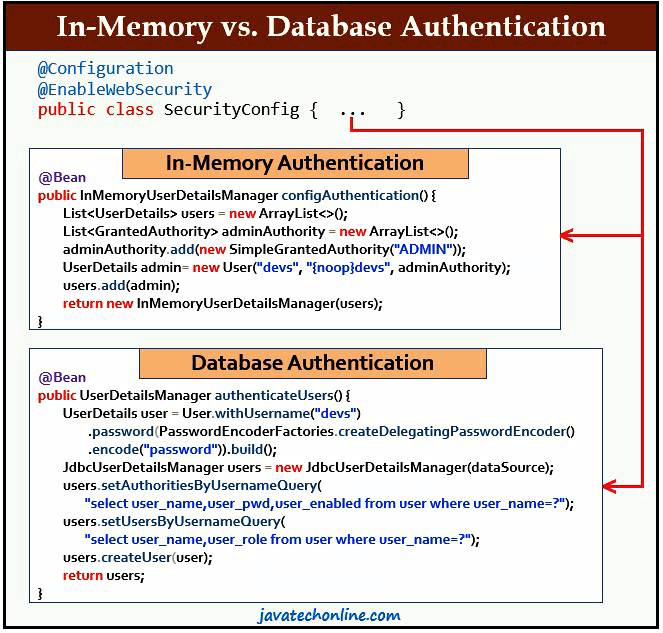 In-Memory vs. Database Authentication
@Configuration
@EnableWebSecurity
public class SecurityConfig {  ...   }
In-Memory Authentication
@Bean
public InMemoryUserDetailsManager configAuthentication() {
List<UserDetails> users = new ArrayList<>();
List<GrantedAuthority> adminAuthority = new ArrayList<>();
adminAuthority.add(new SimpleGrantedAuthority("ADMIN"));
UserDetails admin= new User("devs", "{noop}devs", adminAuthority);
users.add(admin);
return new InMemoryUserDetailsManager(users);
}
Database Authentication
@Bean
public UserDetailsManager authenticateUsers() {
UserDetails user = User.withUsername("devs")
.password(PasswordEncoderFactories.createDelegatingPasswordEncoder()
.encode("password")).build();
JdbcUserDetailsManager users = new JdbcUserDetailsManager(dataSource);
users.setAuthoritiesByUsernameQuery(
"select user_name,user_pwd,user_enabled from user where user_name=?");
users.setUsersByUsernameQuery(
"select user_name,user_role from user where user_name=?");
users.createUser(user);
return users;
}
javatechonline.com